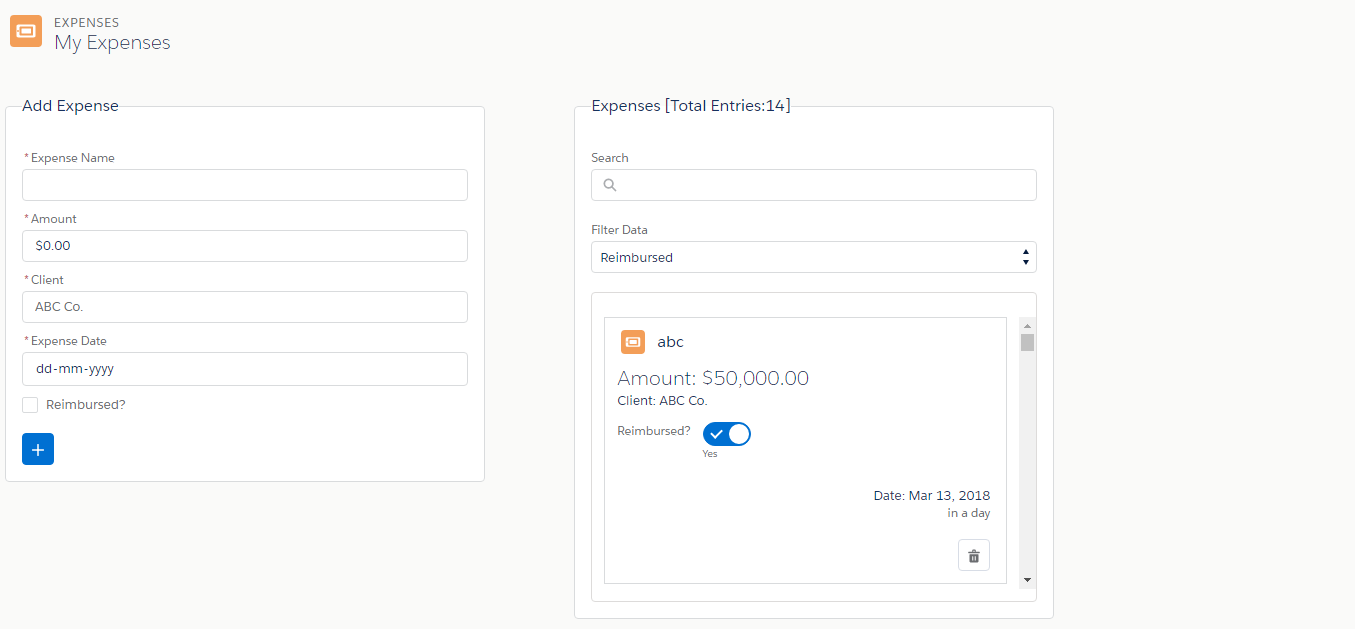 EXPENSES
My Expenses
Add Expense
* Expense Name
* Amount
$0.00
* Client
ABC Co.
* Expense Date
dd-mm-yyyy
Reimbursed?
Expenses [Total Entries:14]
Search
Filter Data
Reimbursed
abc
Amount: $50,000.00
Client: ABC Co.
Reimbursed?
Yes
Date: Mar 13, 2018
in a day